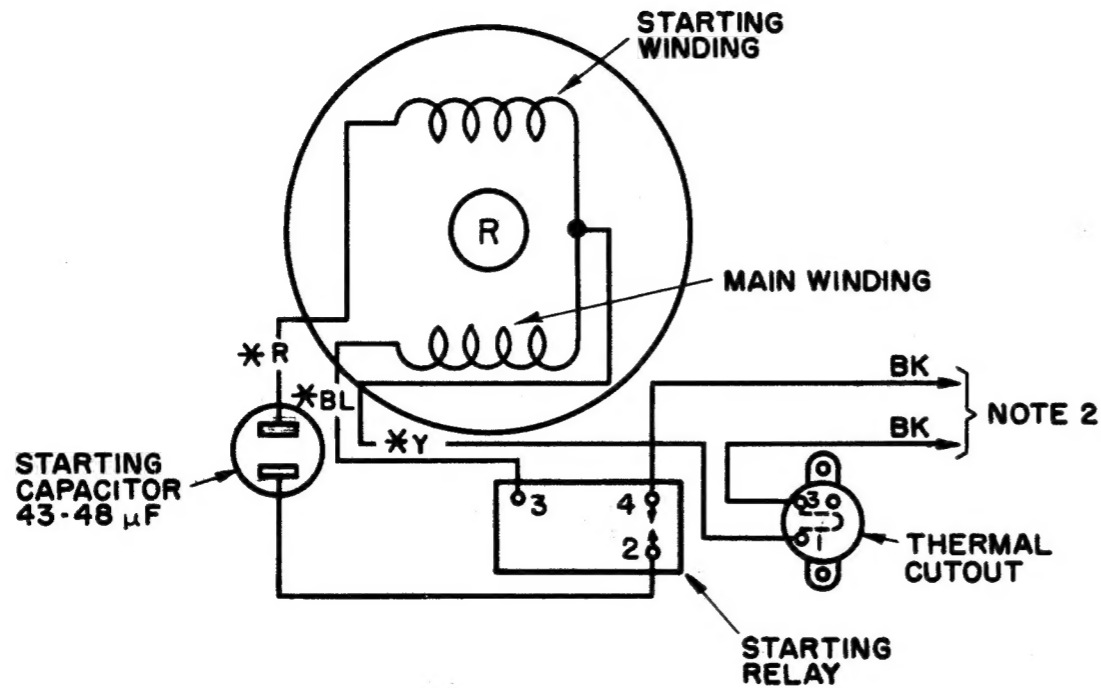 STARTING
WINDING
R
MAIN WINDING
*R
*BL
*Y
BK
BK
NOTE 2
STARTING
CAPACITOR
43-48 µF
3
4
2
3
1
THERMAL
CUTOUT
STARTING
RELAY